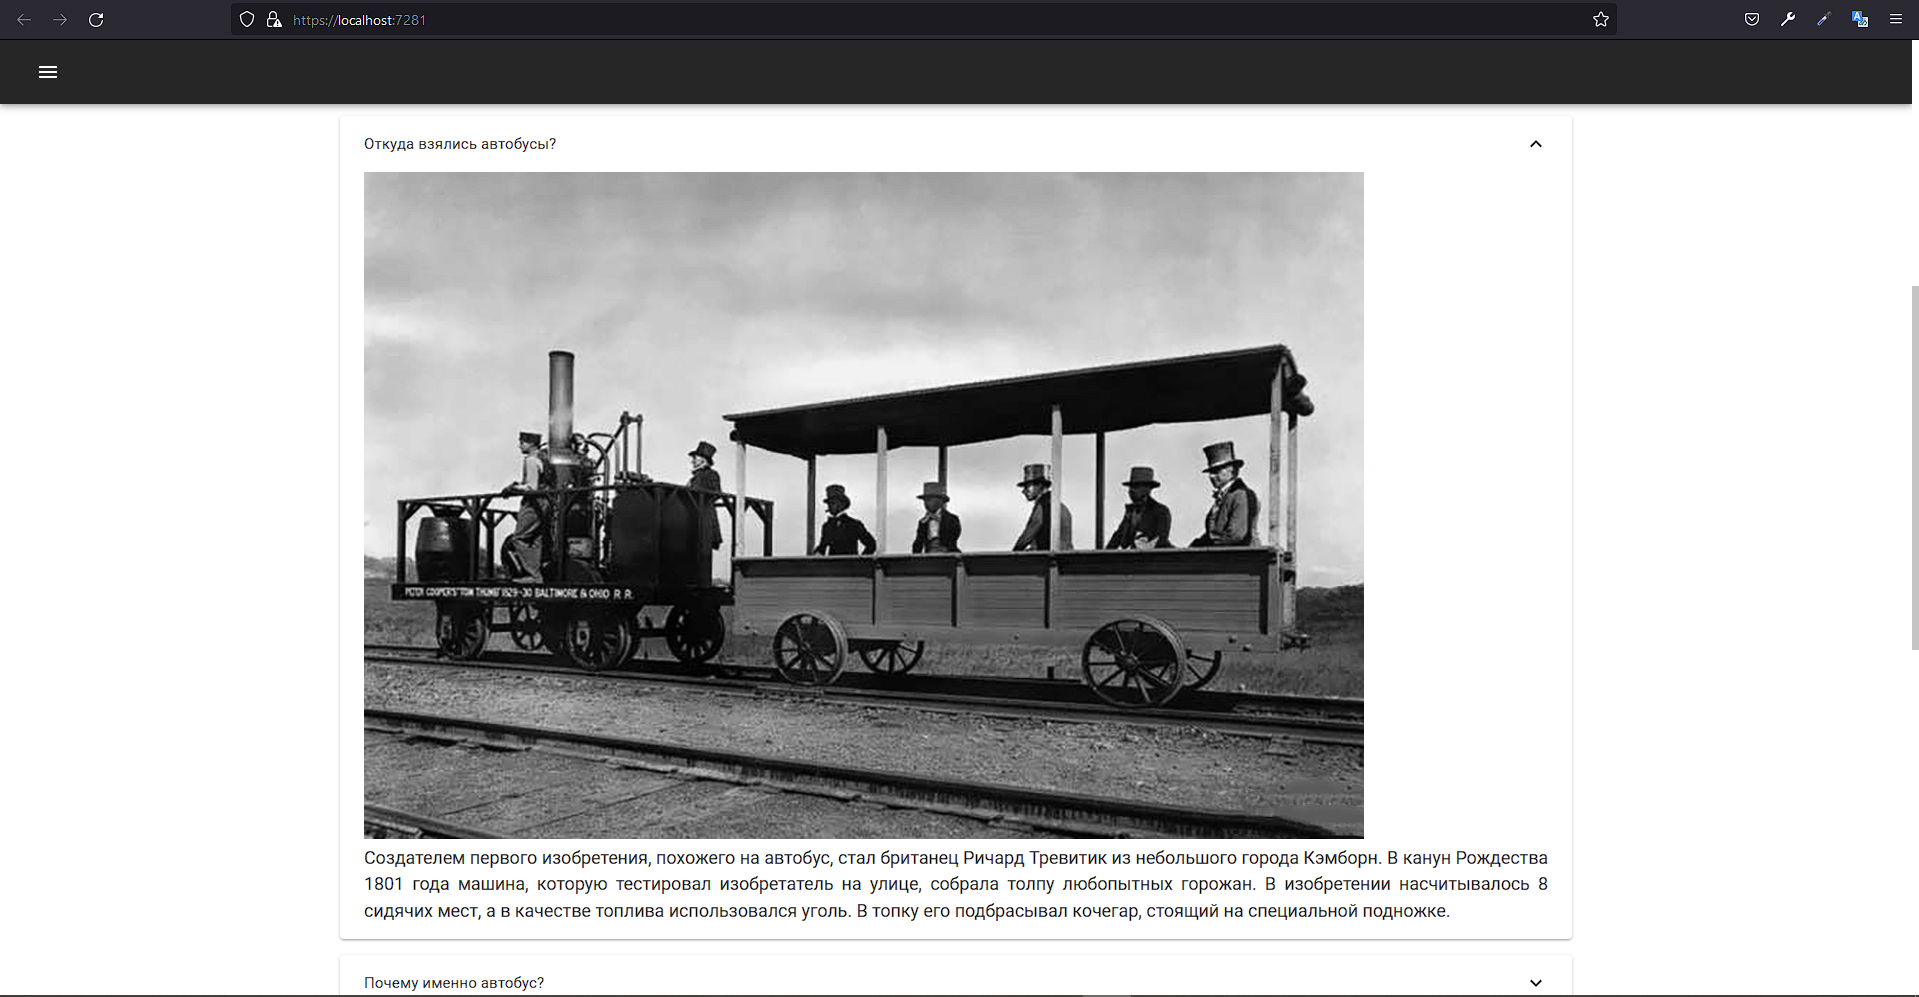 https://localhost:7281
Откуда взялись автобусы?
PETER COOPER'S "TOM THUMB" 1829-30 BALTIMORE & OHIO R.R.
Создателем первого изобретения, похожего на автобус, стал британец Ричард Тревитик из небольшого города Кэмборн. В канун Рождества
1801 года машина, которую тестировал изобретатель на улице, собрала толпу любопытных горожан. В изобретении насчитывалось 8
сидячих мест, а в качестве топлива использовался уголь. В топку его подбрасывал кочегар, стоящий на специальной подножке.
Почему именно автобус?